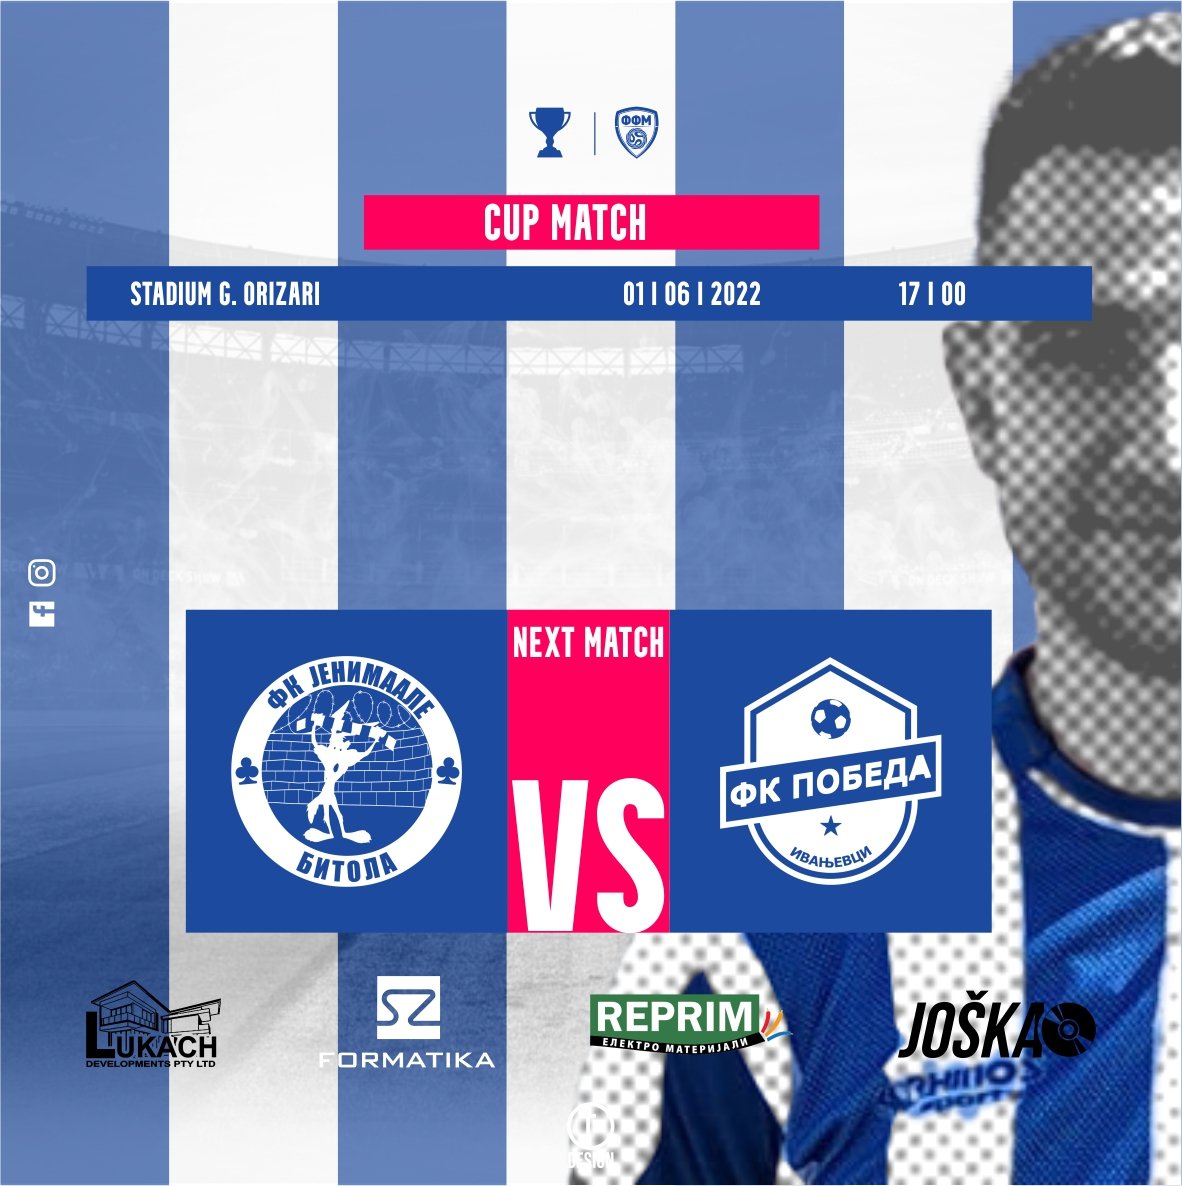 ФФМ
CUP MATCH
STADIUM G. ORIZARI 01 | 06 | 2022 17 | 00
NEXT MATCH
VS
ФК ЈЕНИМААЛЕ
БИТОЛА
ФК ПОБЕДА
ИВАЊЕВЦИ
LUKACH
DEVELOPMENTS PTY LTD
SZ
FORMATIKA
REPRIM
ЕЛЕКТРО МАТЕРИЈАЛИ
JOŠKA
DESIGN